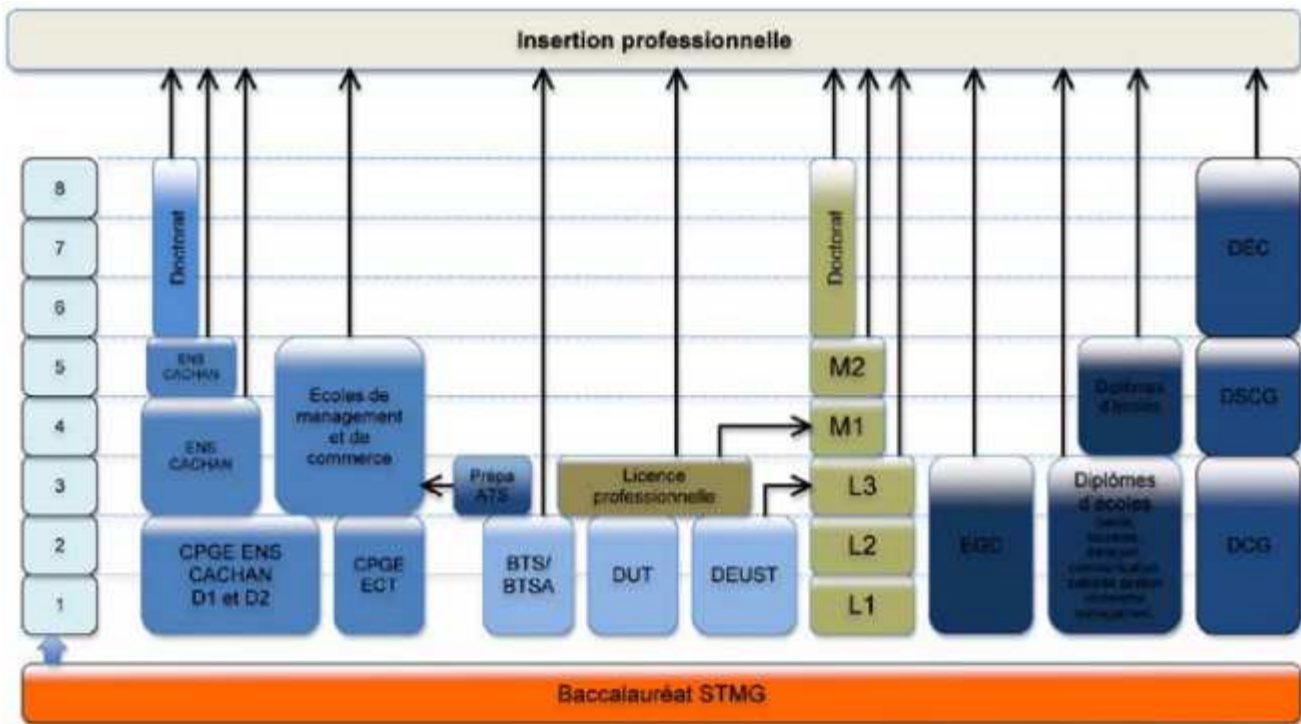 Insertion professionnelle
8
7
6
5
4
3
2
1
Doctorat
ENS
CACHAN
ENS
CACHAN
CPGE ENS
CACHAN
D1 et D2
Ecoles de
management
et de
commerce
CPGE
ECT
Prépa
ATS
BTS/
BTSA
Licence
professionnelle
DUT
DEUST
Doctorat
M2
M1
L3
L2
L1
Diplômes
d'écoles
Diplômes
d'écoles
communication
management
DEC
DSCG
DCG
Baccalauréat STMG